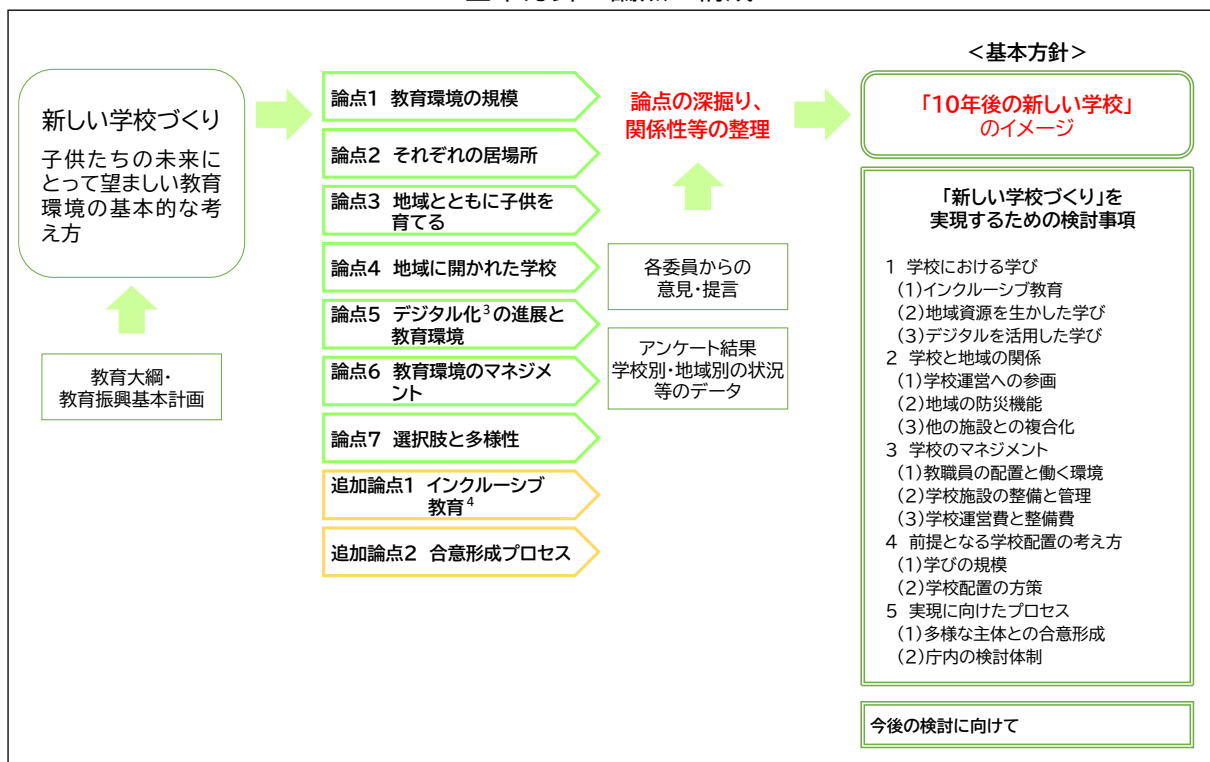 新しい学校づくり
子供たちの未来に
とって望ましい教育
環境の基本的な考
え方
教育大綱・
教育振興基本計画
論点1 教育環境の規模
論点2 それぞれの居場所
論点3 地域とともに子供を
育てる
論点4 地域に開かれた学校
論点5 デジタル化3の進展と
教育環境
論点6 教育環境のマネジメ
ント
論点7 選択肢と多様性
追加論点1 インクルーシブ
教育4
追加論点2 合意形成プロセス
論点の深掘り、
関係性等の整理
各委員からの
意見・提言
アンケート結果
学校別・地域別の状況
等のデータ
<基本方針>
「10年後の新しい学校」
のイメージ
「新しい学校づくり」を
実現するための検討事項
1 学校における学び
(1)インクルーシブ教育
(2)地域資源を生かした学び
(3)デジタルを活用した学び
2 学校と地域の関係
(1)学校運営への参画
(2)地域の防災機能
(3)他の施設との複合化
3 学校のマネジメント
(1)教職員の配置と働く環境
(2)学校施設の整備と管理
(3)学校運営費と整備費
4 前提となる学校配置の考え方
(1)学びの規模
(2)学校配置の方策
5 実現に向けたプロセス
(1)多様な主体との合意形成
(2)庁内の検討体制
今後の検討に向けて